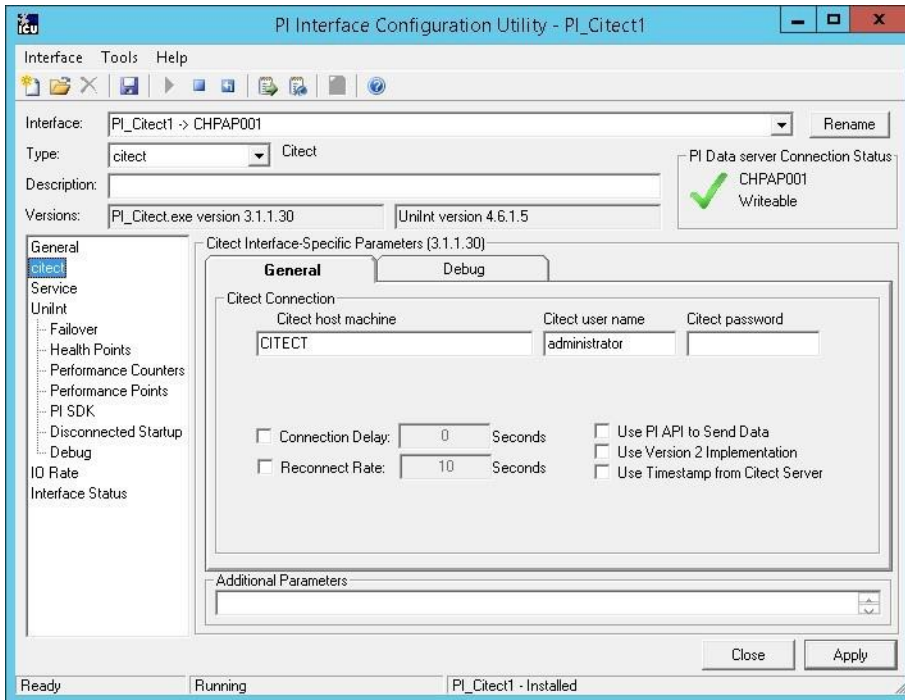 PI Interface Configuration Utility - PI_Citect1
Interface Tools Help
Interface: PI_Citect1 -> CHPAP001 Rename
Type: citect Citect
PI Data server Connection Status
CHPAP001
Writeable
Description:
Versions: PI_Citect.exe version 3.1.1.30 UniInt version 4.6.1.5
General
citect
Service
UniInt
Failover
Health Points
Performance Counters
Performance Points
PI SDK
Disconnected Startup
Debug
IO Rate
Interface Status
Citect Interface-Specific Parameters (3.1.1.30)
General Debug
Citect Connection
Citect host machine Citect user name Citect password
CITECT administrator
Connection Delay: 0 Seconds
Reconnect Rate: 10 Seconds
Use PI API to Send Data
Use Version 2 Implementation
Use Timestamp from Citect Server
Additional Parameters
Close Apply
Ready Running PI_Citect1 - Installed